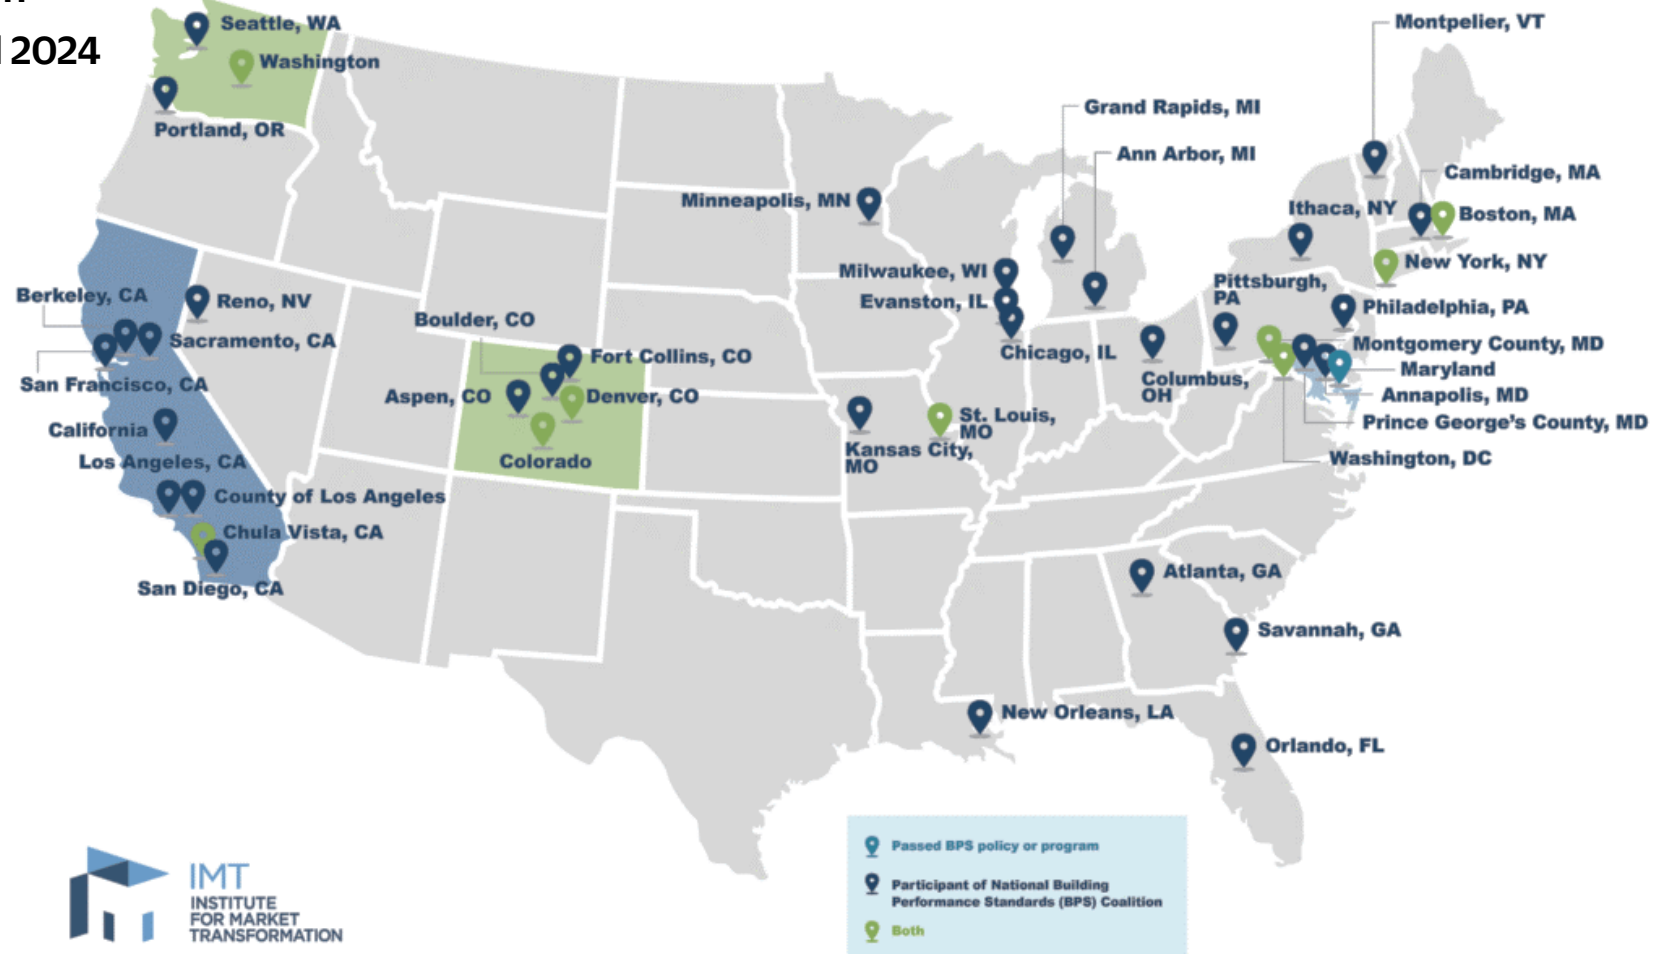 2024
Seattle, WA
Washington
Portland, OR
Montpelier, VT
Grand Rapids, MI
Ann Arbor, MI
Cambridge, MA
Minneapolis, MN
Ithaca, NY
Boston, MA
Milwaukee, WI
New York, NY
Berkeley, CA
Reno, NV
Evanston, IL
Pittsburgh,
PA
Philadelphia, PA
Boulder, CO
Sacramento, CA
Chicago, IL
Montgomery County, MD
Fort Collins, CO
Maryland
San Francisco, CA
Columbus,
OH
Aspen, CO
Denver, CO
Annapolis, MD
California
St. Louis,
MO
Prince George's County, MD
Kansas City,
MO
Los Angeles, CA
Colorado
Washington, DC
County of Los Angeles
Chula Vista, CA
San Diego, CA
Atlanta, GA
Savannah, GA
New Orleans, LA
Orlando, FL
Passed BPS policy or program
Participant of National Building
Performance Standards (BPS) Coalition
Both
IMT
INSTITUTE
FOR MARKET
TRANSFORMATION